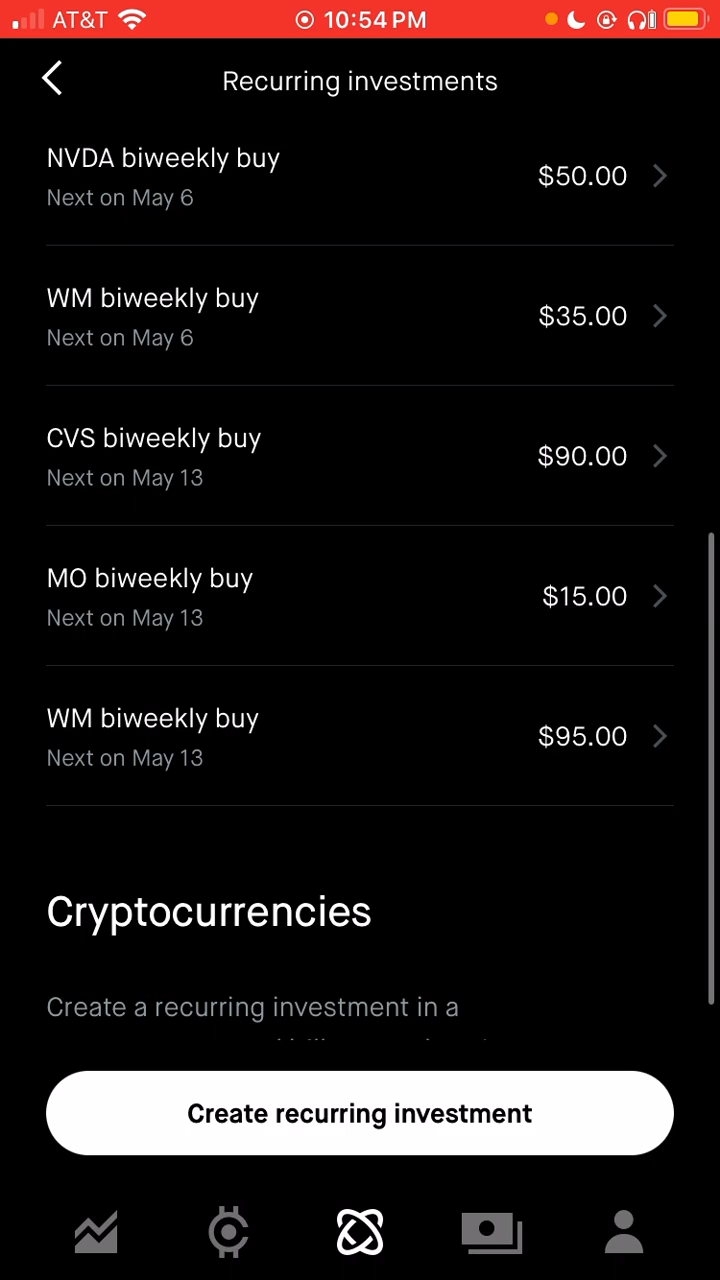 AT&T 10:54 PM
Recurring investments
NVDA biweekly buy
$50.00
Next on May 6
WM biweekly buy
$35.00
Next on May 6
CVS biweekly buy
$90.00
Next on May 13
MO biweekly buy
$15.00
Next on May 13
WM biweekly buy
$95.00
Next on May 13
Cryptocurrencies
Create a recurring investment in a
Create recurring investment